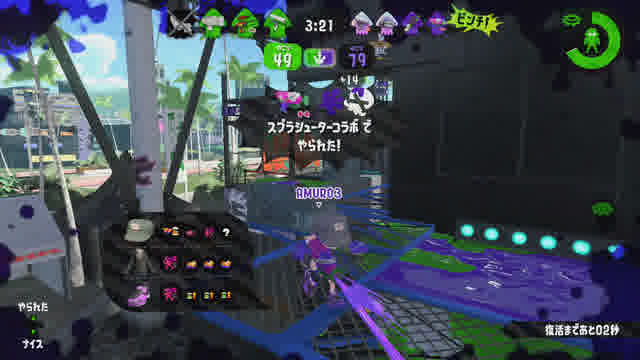 3:21
ピンチ!
49
79
+14
スプラシューターコラボ で
やられた!
AMURO3
?
やられた
ナイス
復活まであと02秒